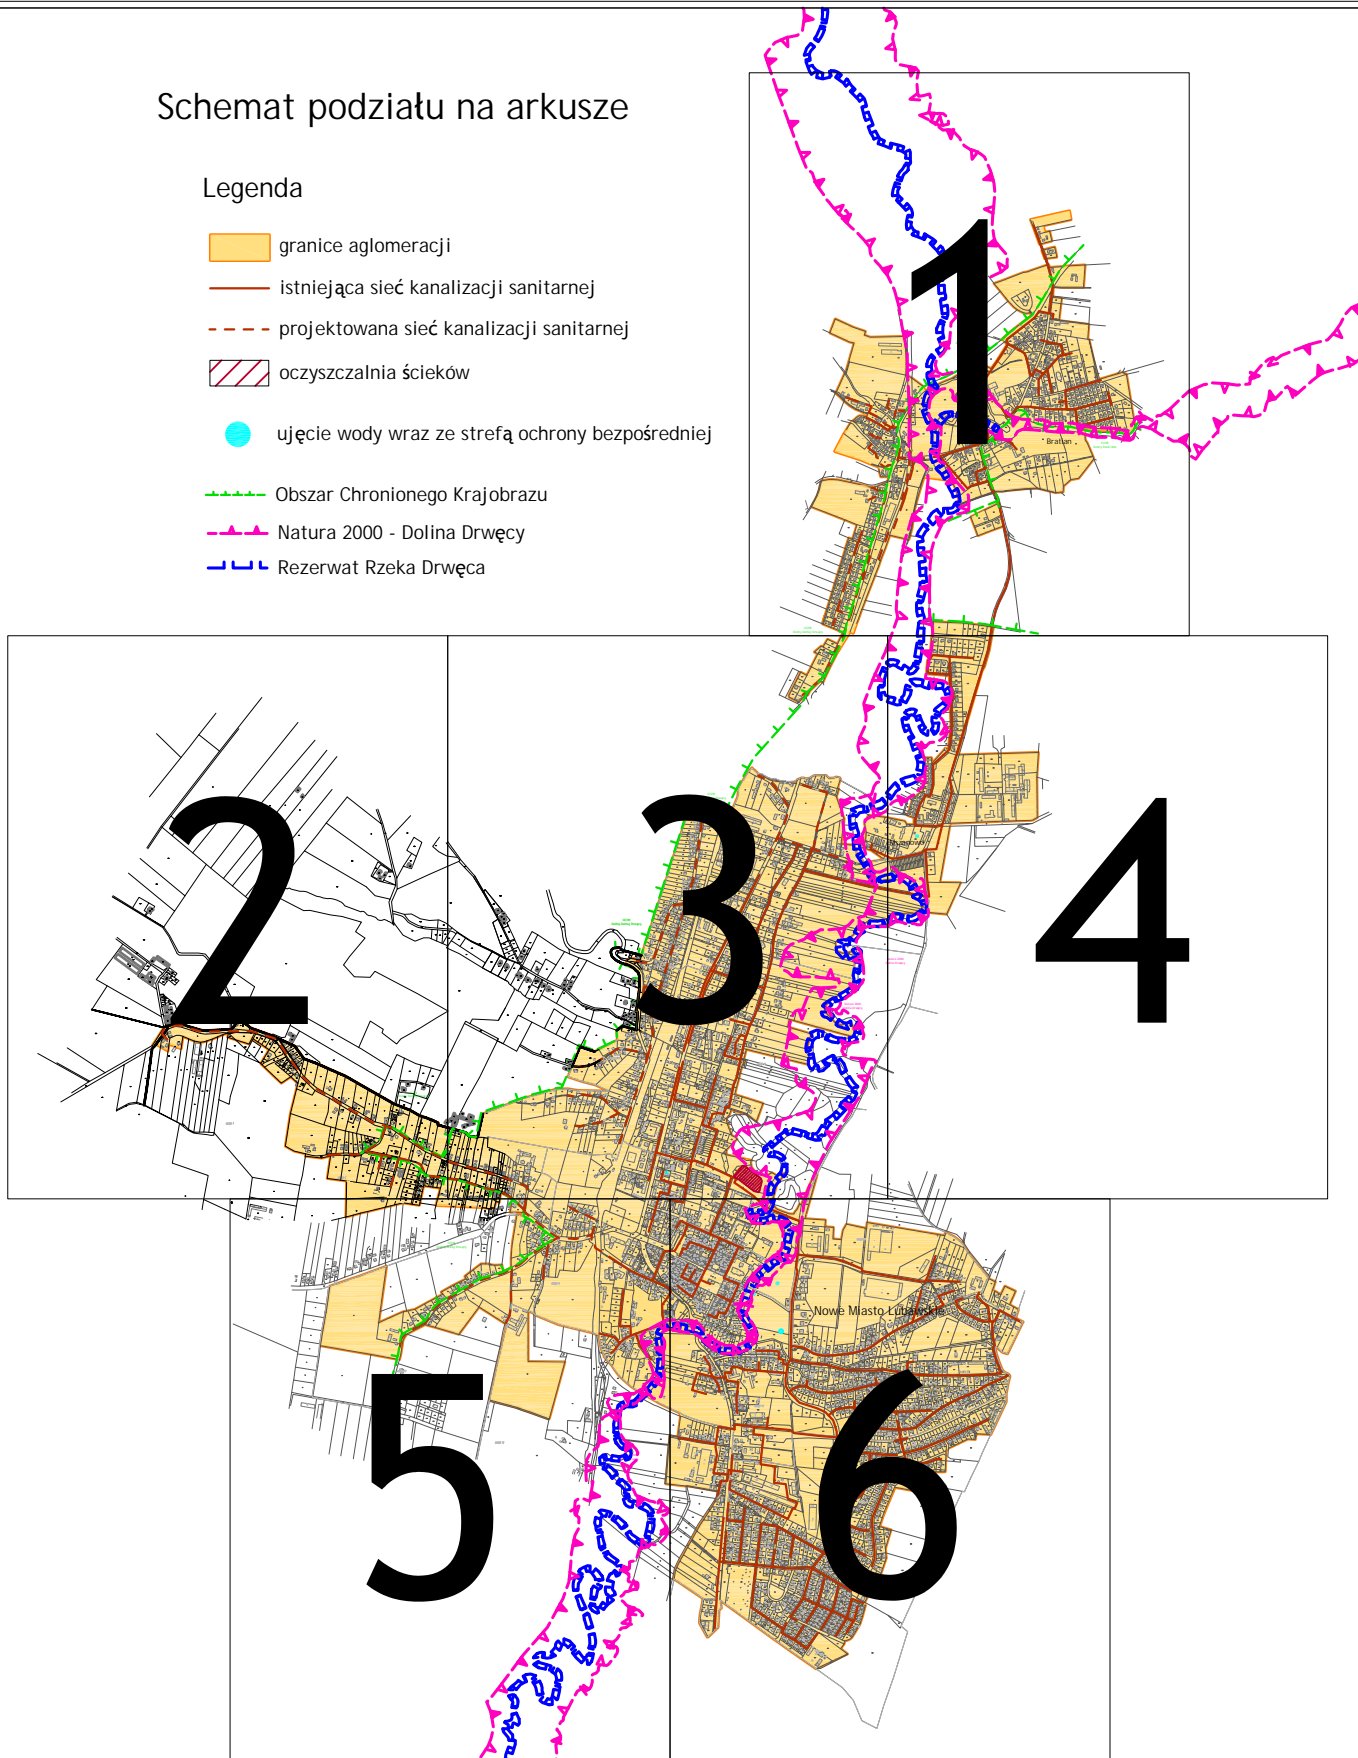 Schemat podziału na arkusze
Legenda
granice aglomeracji
istniejąca sieć kanalizacji sanitarnej
projektowana sieć kanalizacji sanitarnej
oczyszczalnia ścieków
ujęcie wody wraz ze strefą ochrony bezpośredniej
Obszar Chronionego Krajobrazu
Natura 2000 - Dolina Drwęcy
Rezerwat Rzeka Drwęca
1
Bratian
2
3
4
Nowe Miasto Lubawskie
5
6